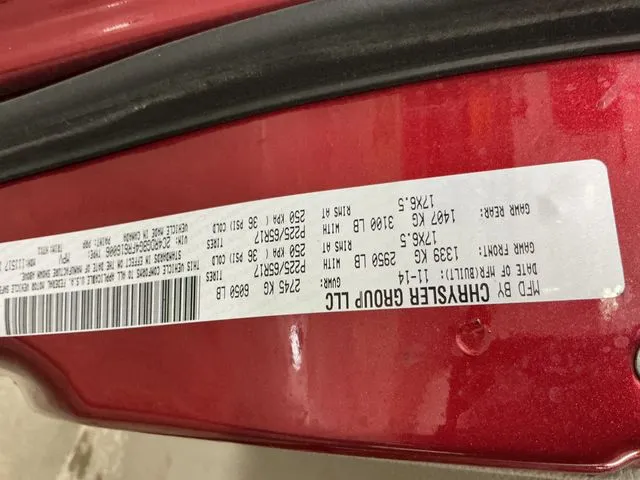 MFD BY CHRYSLER GROUP LLC
DATE OF MFR/BUILT: 11-14 GVWR: 2745 KG 6050 LB
GAWR FRONT: 1339 KG 2950 LB WITH P225/65R17 TIRES
17X6.5 RIMS AT 250 KPA ( 36 PSI) COLD
GAWR REAR: 1407 KG 3100 LB WITH P225/65R17 TIRES
17X6.5 RIMS AT 250 KPA ( 36 PSI) COLD
THIS VEHICLE CONFORMS TO ALL APPLICABLE U.S.A.
FEDERAL MOTOR VEHICLE
STANDARDS IN EFFECT ON THE DATE OF MANUFACTURE SHOWN ABOVE.
VIN: TYPE: MPV
VEHICLE MADE IN CANADA PAINT: PRP